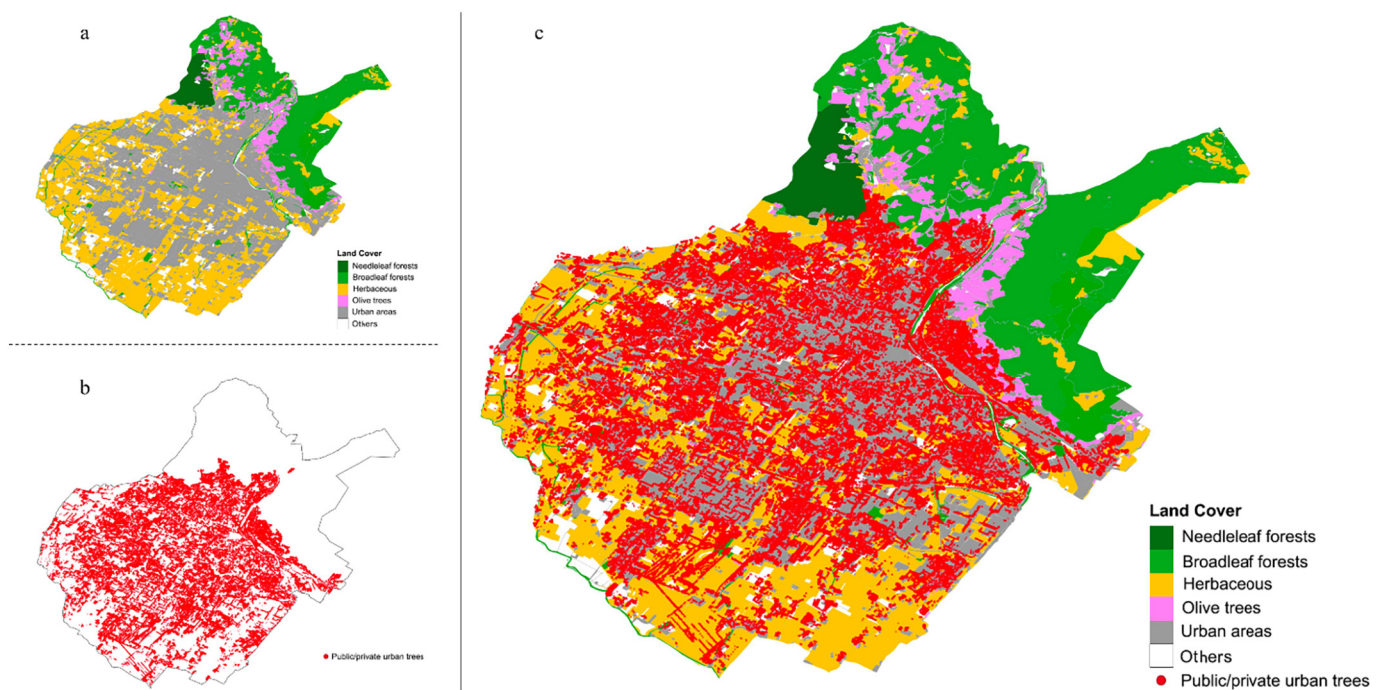 a
Land Cover
Needleleaf forests
Broadleaf forests
Herbaceous
Olive trees
Urban areas
Others
b
Public/private urban trees
c
Land Cover
Needleleaf forests
Broadleaf forests
Herbaceous
Olive trees
Urban areas
Others
Public/private urban trees